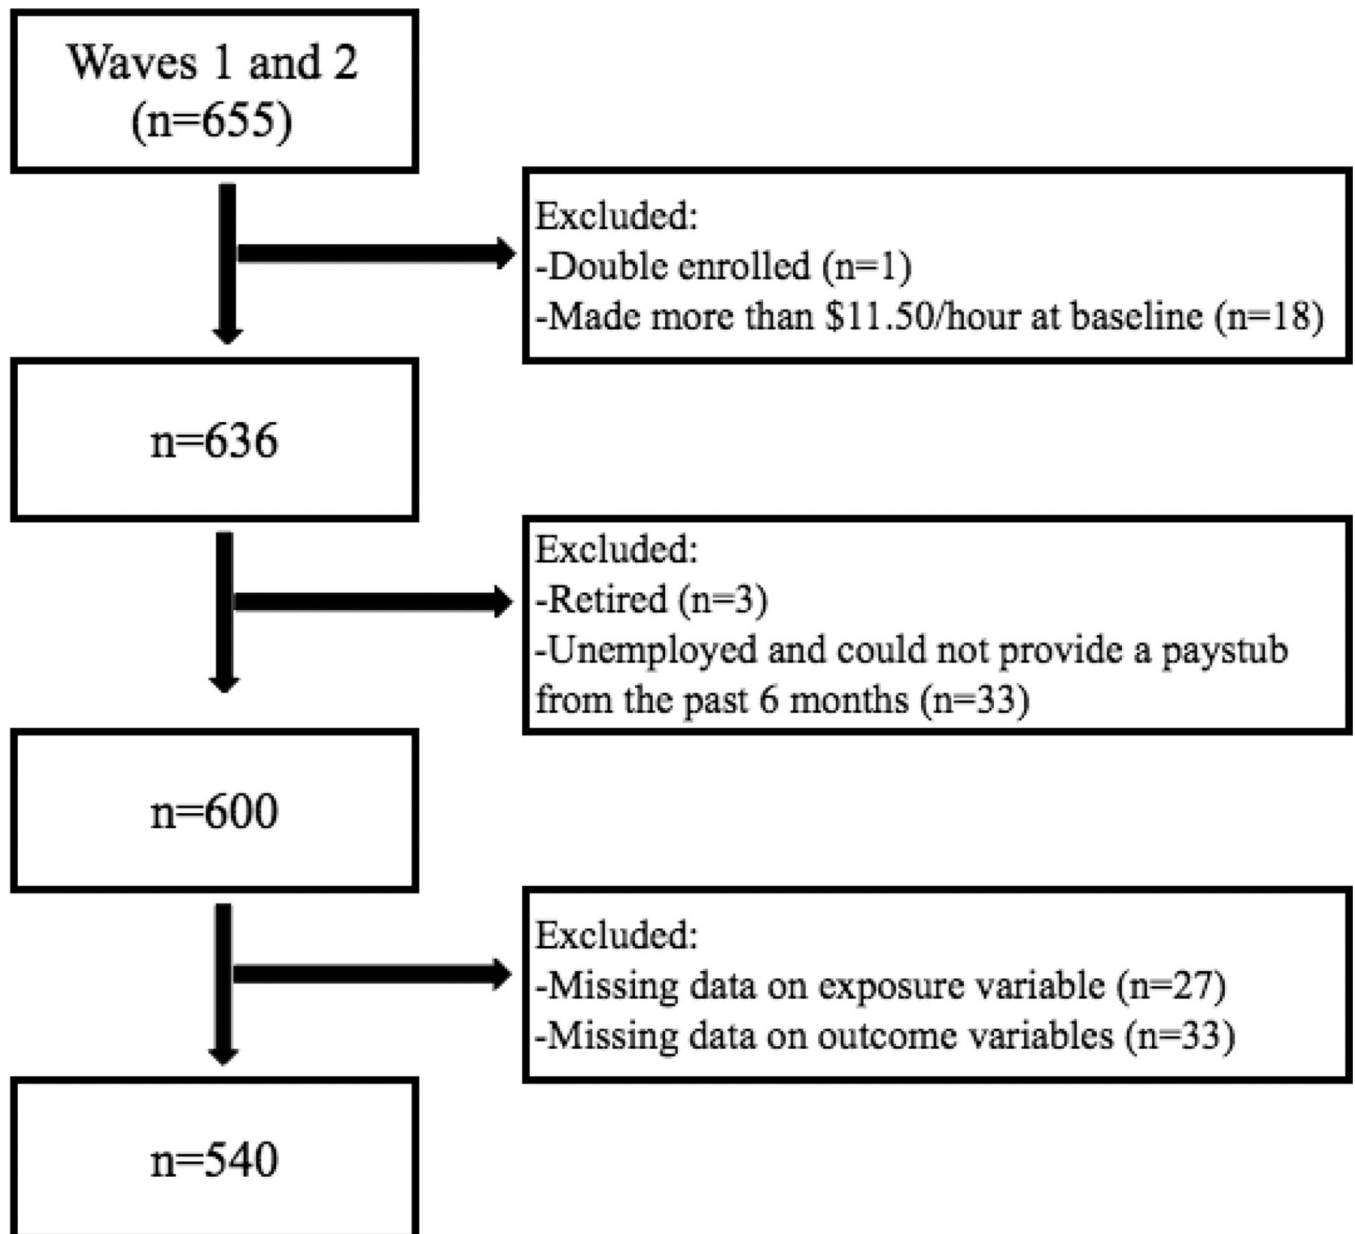 Waves 1 and 2
(n=655)
Excluded:
-Double enrolled (n=1)
-Made more than $11.50/hour at baseline (n=18)
n=636
Excluded:
-Retired (n=3)
-Unemployed and could not provide a paystub
from the past 6 months (n=33)
n=600
Excluded:
-Missing data on exposure variable (n=27)
-Missing data on outcome variables (n=33)
n=540